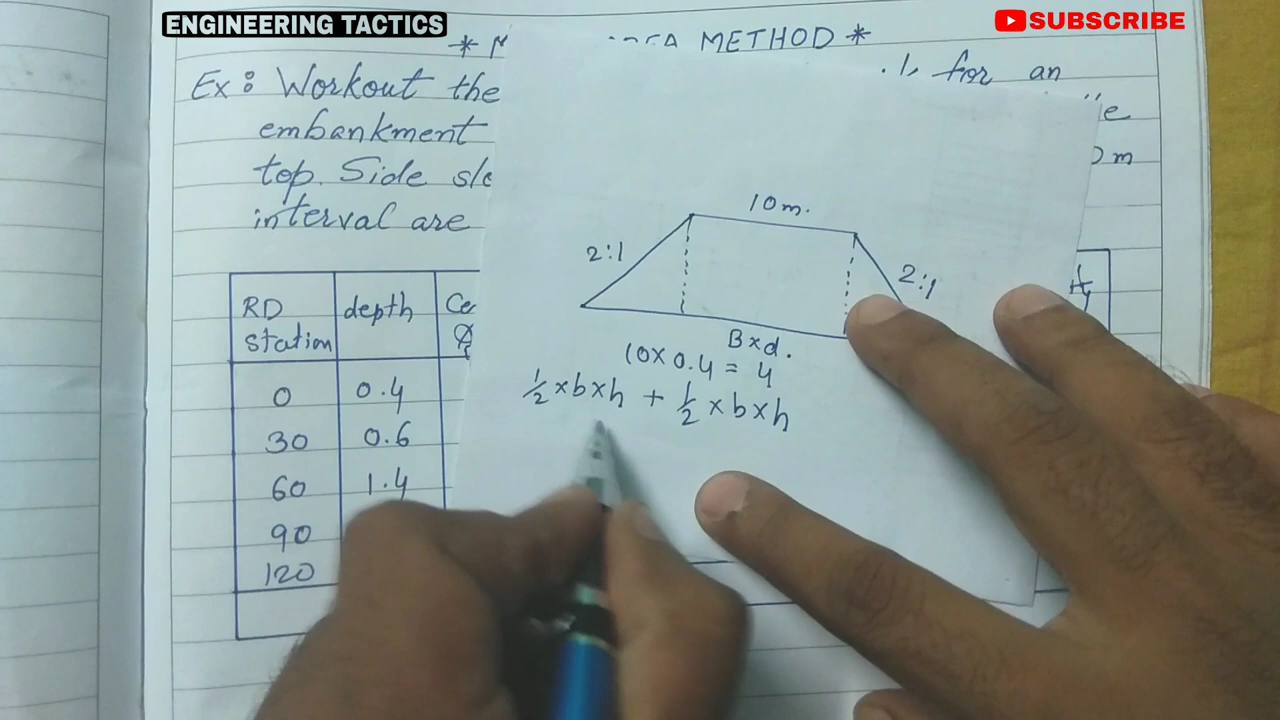 ENGINEERING TACTICS
SUBSCRIBE
* METHOD *
Ex: Workout the for an
embankment
top. Side
interval are
10m.
2:1
2:1
RD station
depth
0 0.4
30 0.6
60 1.4
90
120
B×d.
10×0.4 = 4
1/2 ×b×h + 1/2 ×b×h